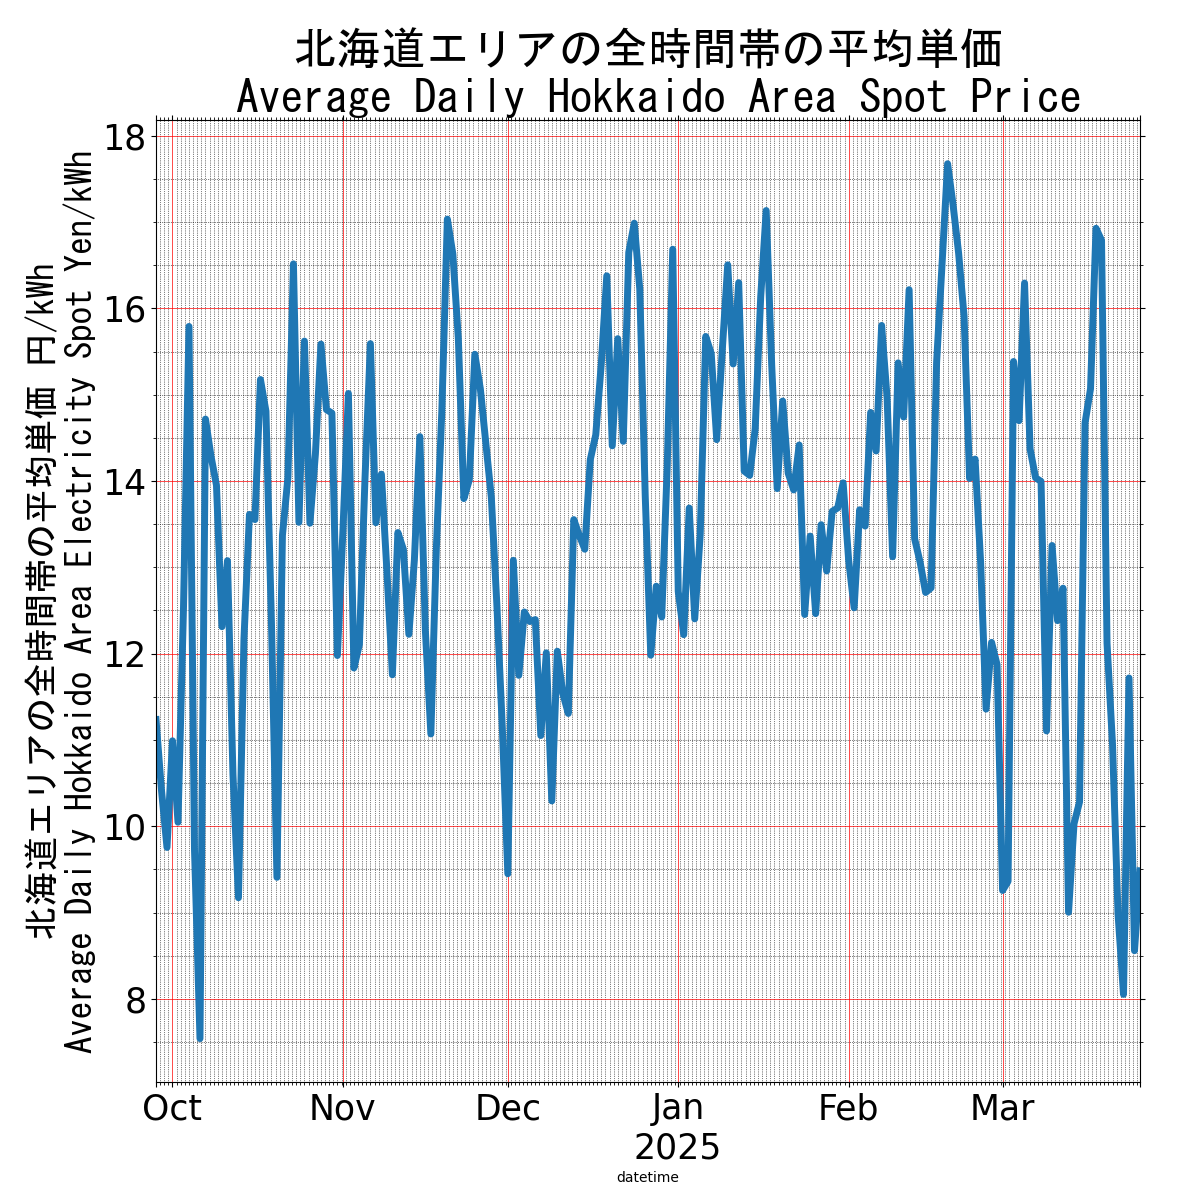 北海道エリアの全時間帯の平均単価
Average Daily Hokkaido Area Spot Price
北海道エリアの全時間帯の平均単価 円/kWh
Average Daily Hokkaido Area Electricity Spot Yen/kWh
18
16
14
12
10
8
Oct Nov Dec Jan Feb Mar
2025
datetime